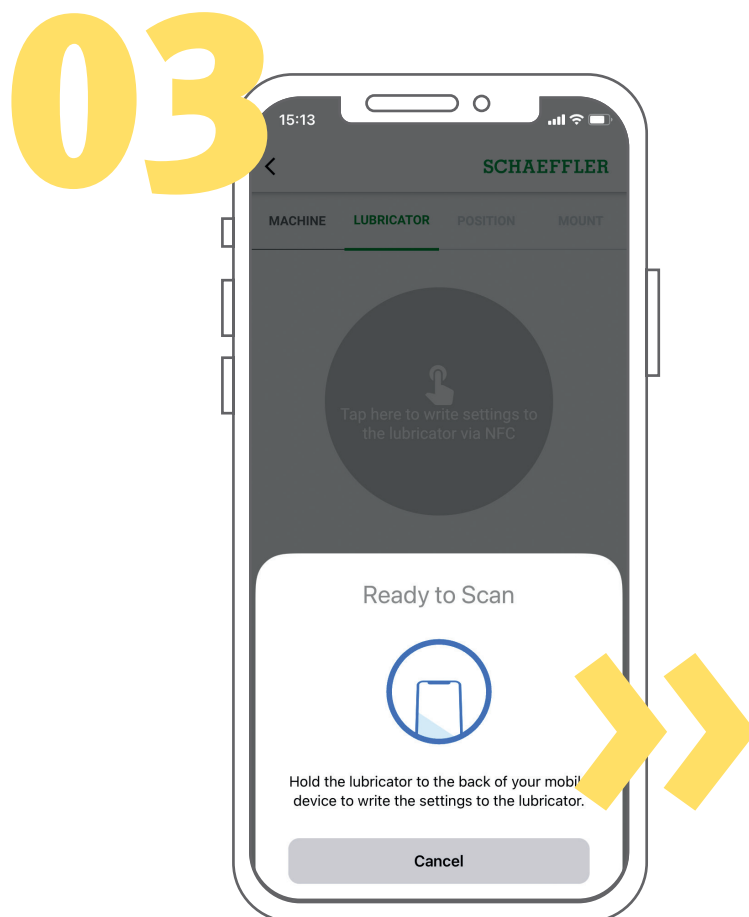 03
15:13
SCHAEFFLER
MACHINE LUBRICATOR POSITION MOUNT
Tap here to write settings to
the lubricator via NFC
Ready to Scan
Hold the lubricator to the back of your mobile
device to write the settings to the lubricator.
Cancel